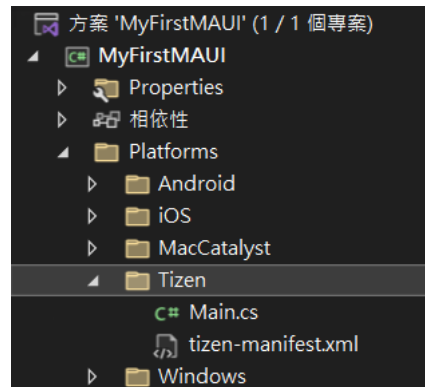 方案 'MyFirstMAUI' (1 / 1 個專案)
C# MyFirstMAUI
Properties
相依性
Platforms
Android
iOS
MacCatalyst
Tizen
C# Main.cs
tizen-manifest.xml
Windows